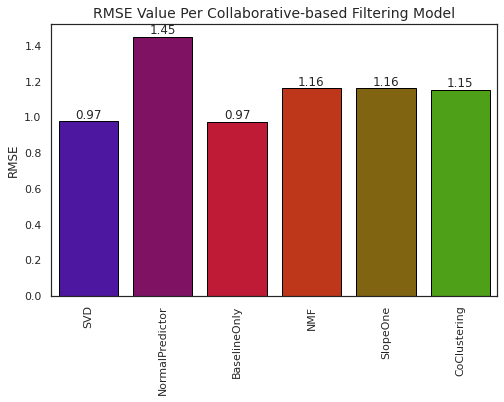 RMSE Value Per Collaborative-based Filtering Model
1.45
1.4
1.2
1.16
1.16
1.15
1.0
0.97
0.97
0.8
RMSE
0.6
0.4
0.2
0.0
SVD
NormalPredictor
BaselineOnly
NMF
SlopeOne
CoClustering